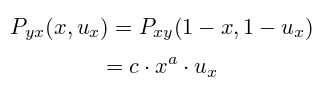 P_{yx}(x, u_x) = P_{xy}(1 − x, 1 − u_x)
= c · x^a · u_x